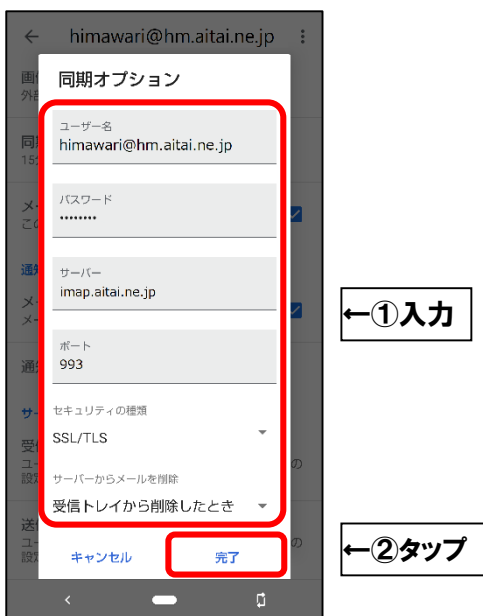 himawari@hm.aitai.ne.jp
同期オプション
ユーザー名
himawari@hm.aitai.ne.jp
パスワード
••••••••
サーバー
imap.aitai.ne.jp
←①入力
ポート
993
セキュリティの種類
SSL/TLS
サーバーからメールを削除
受信トレイから削除したとき
キャンセル
完了
←②タップ